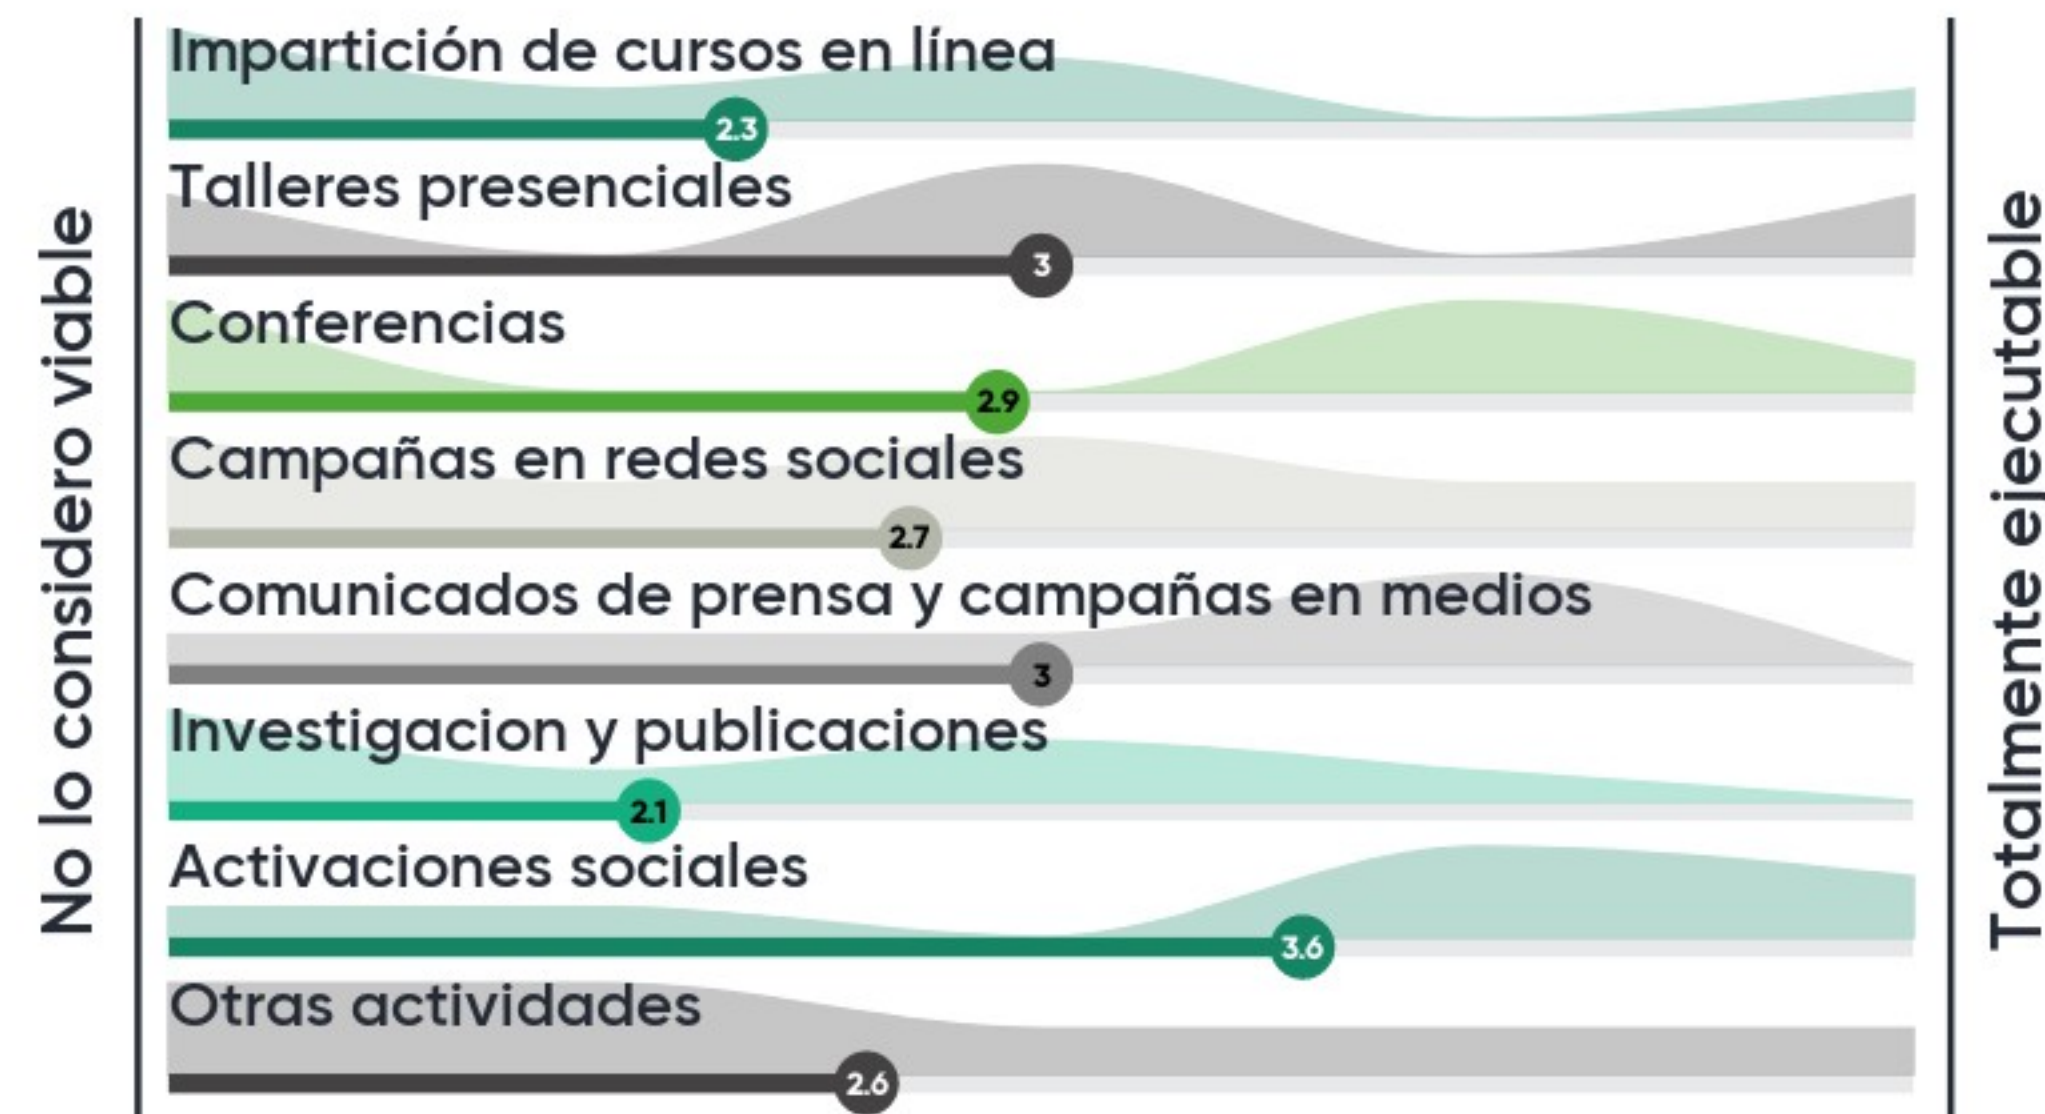 No lo considero viable
Impartición de cursos en línea
2.3
Talleres presenciales
3
Conferencias
2.9
Campañas en redes sociales
2.7
Comunicados de prensa y campañas en medios
3
Investigacion y publicaciones
2.1
Activaciones sociales
3.6
Otras actividades
2.6
Totalmente ejecutable